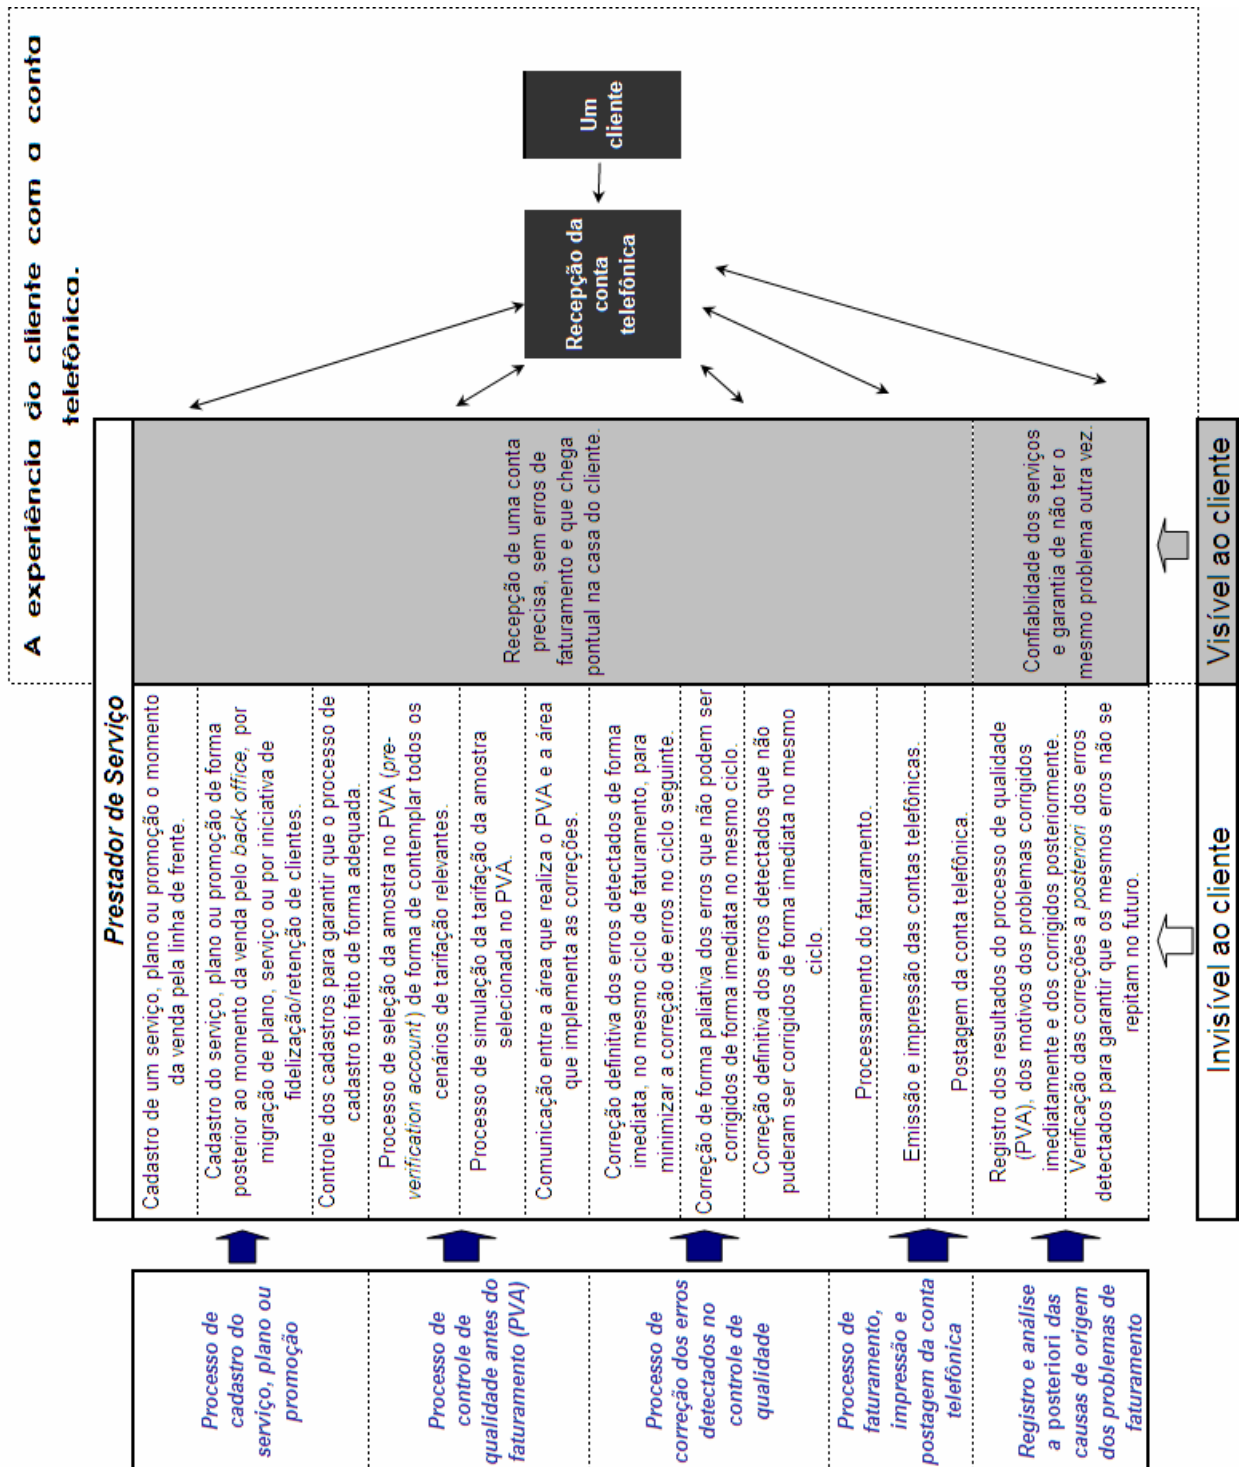 A experiência do cliente com a conta
telefônica.
Prestador de Serviço
Processo de
cadastro do
serviço, plano ou
promoção
Cadastro de um serviço, plano ou promoção o momento
da venda pela linha de frente.
Cadastro do serviço, plano ou promoção de forma
posterior ao momento da venda pelo back office, por
migração de plano, serviço ou por iniciativa de
fidelização/retenção de clientes.
Controle dos cadastros para garantir que o processo de
cadastro foi feito de forma adequada.
Processo de
controle de
qualidade antes do
faturamento (PVA)
Processo de seleção da amostra no PVA (pre-
verification account ) de forma de contemplar todos os
cenários de tarifação relevantes.
Processo de simulação da tarifação da amostra
selecionada no PVA.
Comunicação entre a área que realiza o PVA e a área
que implementa as correções.
Processo de
correção dos erros
detectados no
controle de
qualidade
Correção definitiva dos erros detectados de forma
imediata, no mesmo ciclo de faturamento, para
minimizar a correção de erros no ciclo seguinte.
Correção de forma paliativa dos erros que não podem ser
corrigidos de forma imediata no mesmo ciclo.
Correção definitiva dos erros detectados que não
puderam ser corrigidos de forma imediata no mesmo
ciclo.
Processo de
faturamento,
impressão e
postagem da conta
telefônica
Processamento do faturamento.
Emissão e impressão das contas telefônicas.
Postagem da conta telefônica.
Registro e análise
a posteriori das
causas de origem
dos problemas de
faturamento
Registro dos resultados do processo de qualidade
(PVA), dos motivos dos problemas corrigidos
imediatamente e dos corrigidos posteriormente.
Verificação das correções a posteriori dos erros
detectados para garantir que os mesmos erros não se
repitam no futuro.
Recepção de uma conta
precisa, sem erros de
faturamento e que chega
pontual na casa do cliente.
Confiablidade dos serviços
e garantia de não ter o
mesmo problema outra vez.
Recepção da
conta
telefônica
Um
cliente
Invisível ao cliente
Visível ao cliente